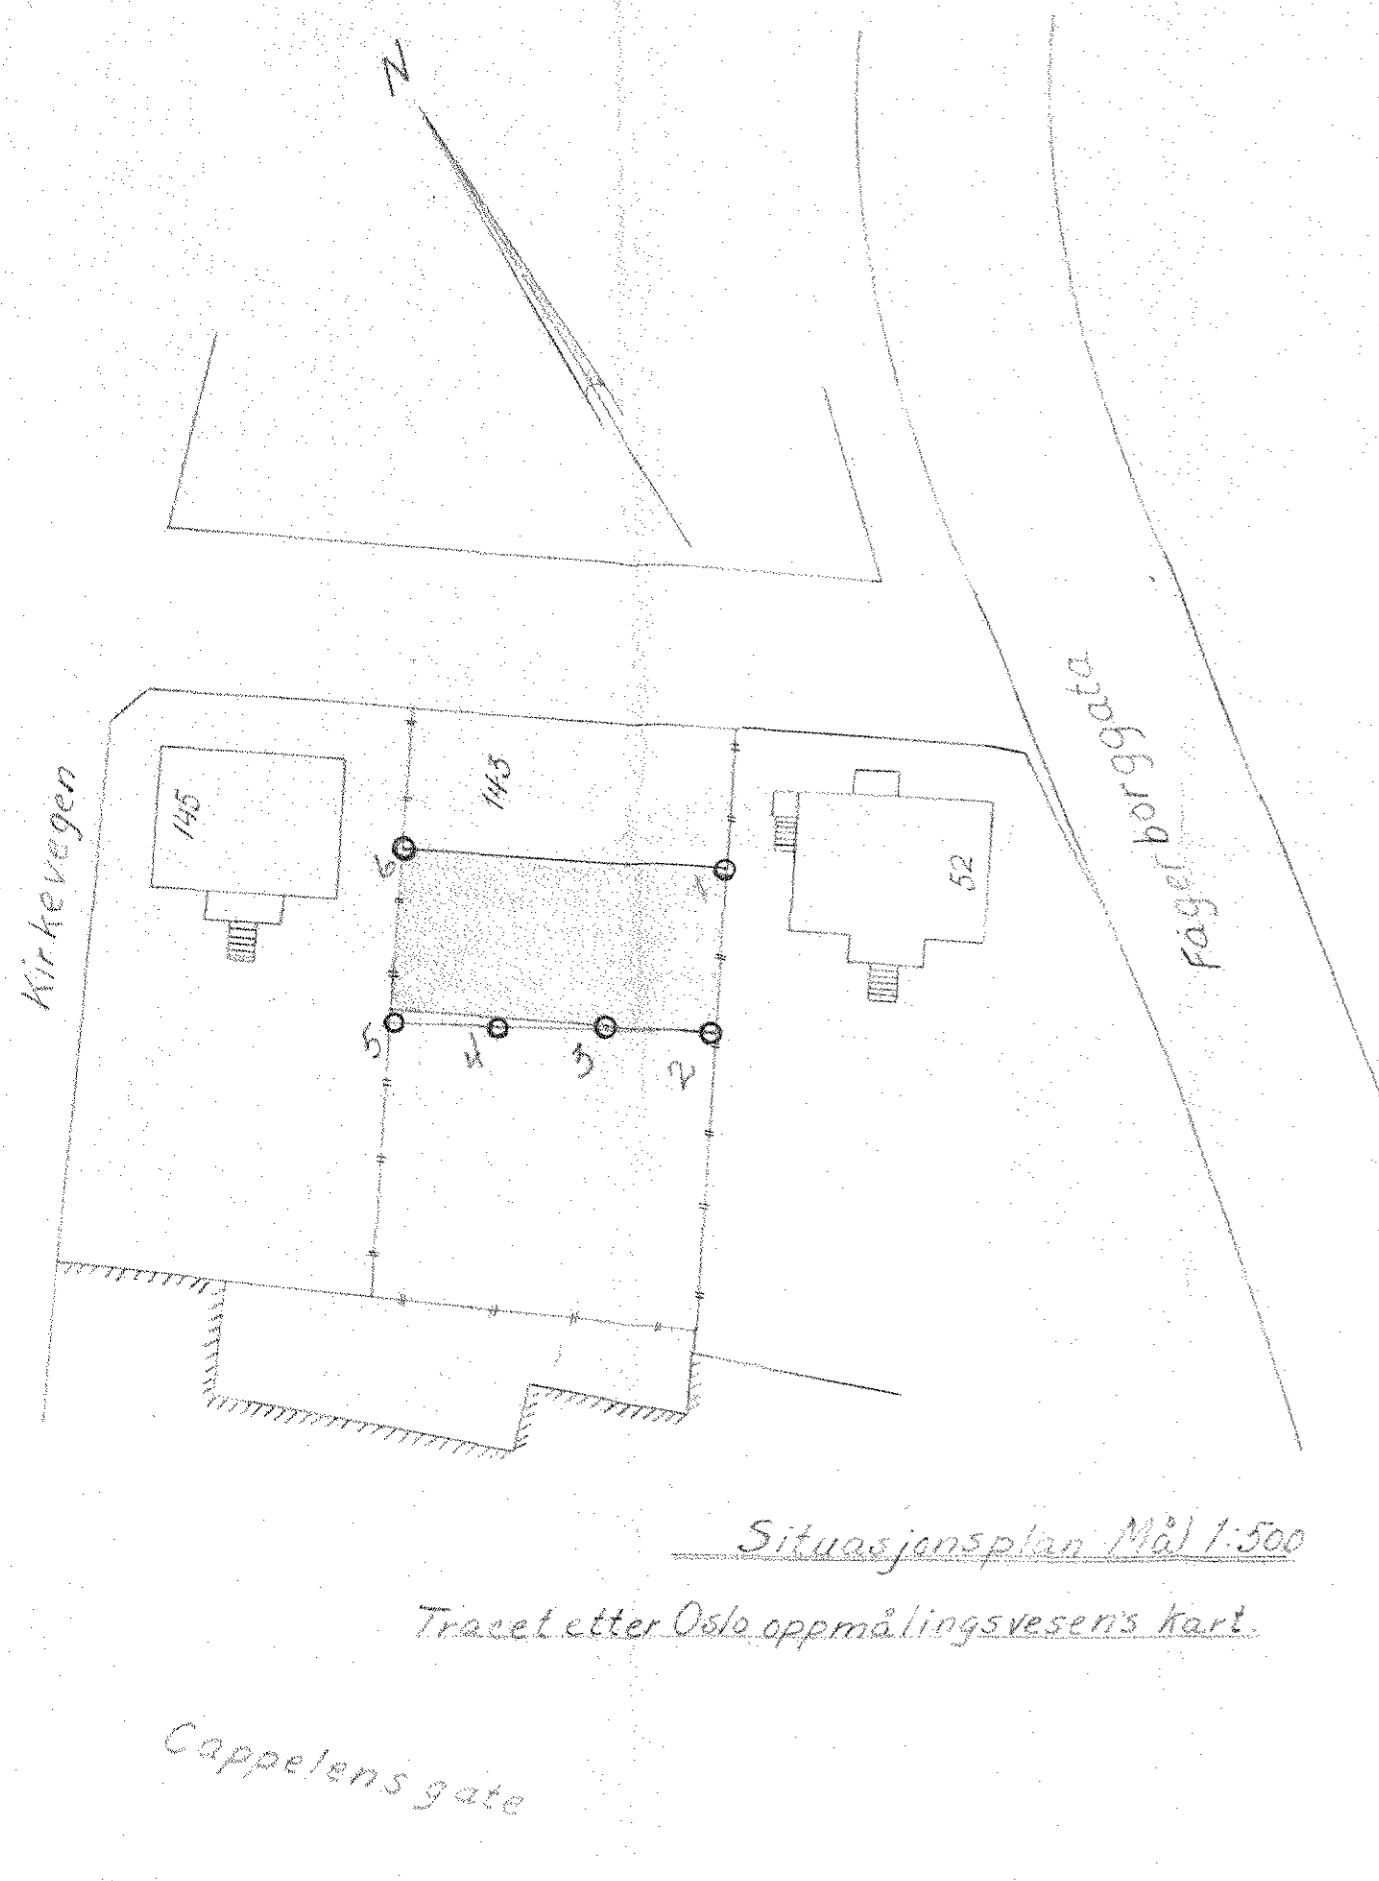 N
Kirkevegen
145
143
52
Fagerborggata
6
1
5
4
3
2
Situasjonsplan Mål 1:500
Tracet etter Oslo oppmålingsvesen's kart.
Cappelens gate